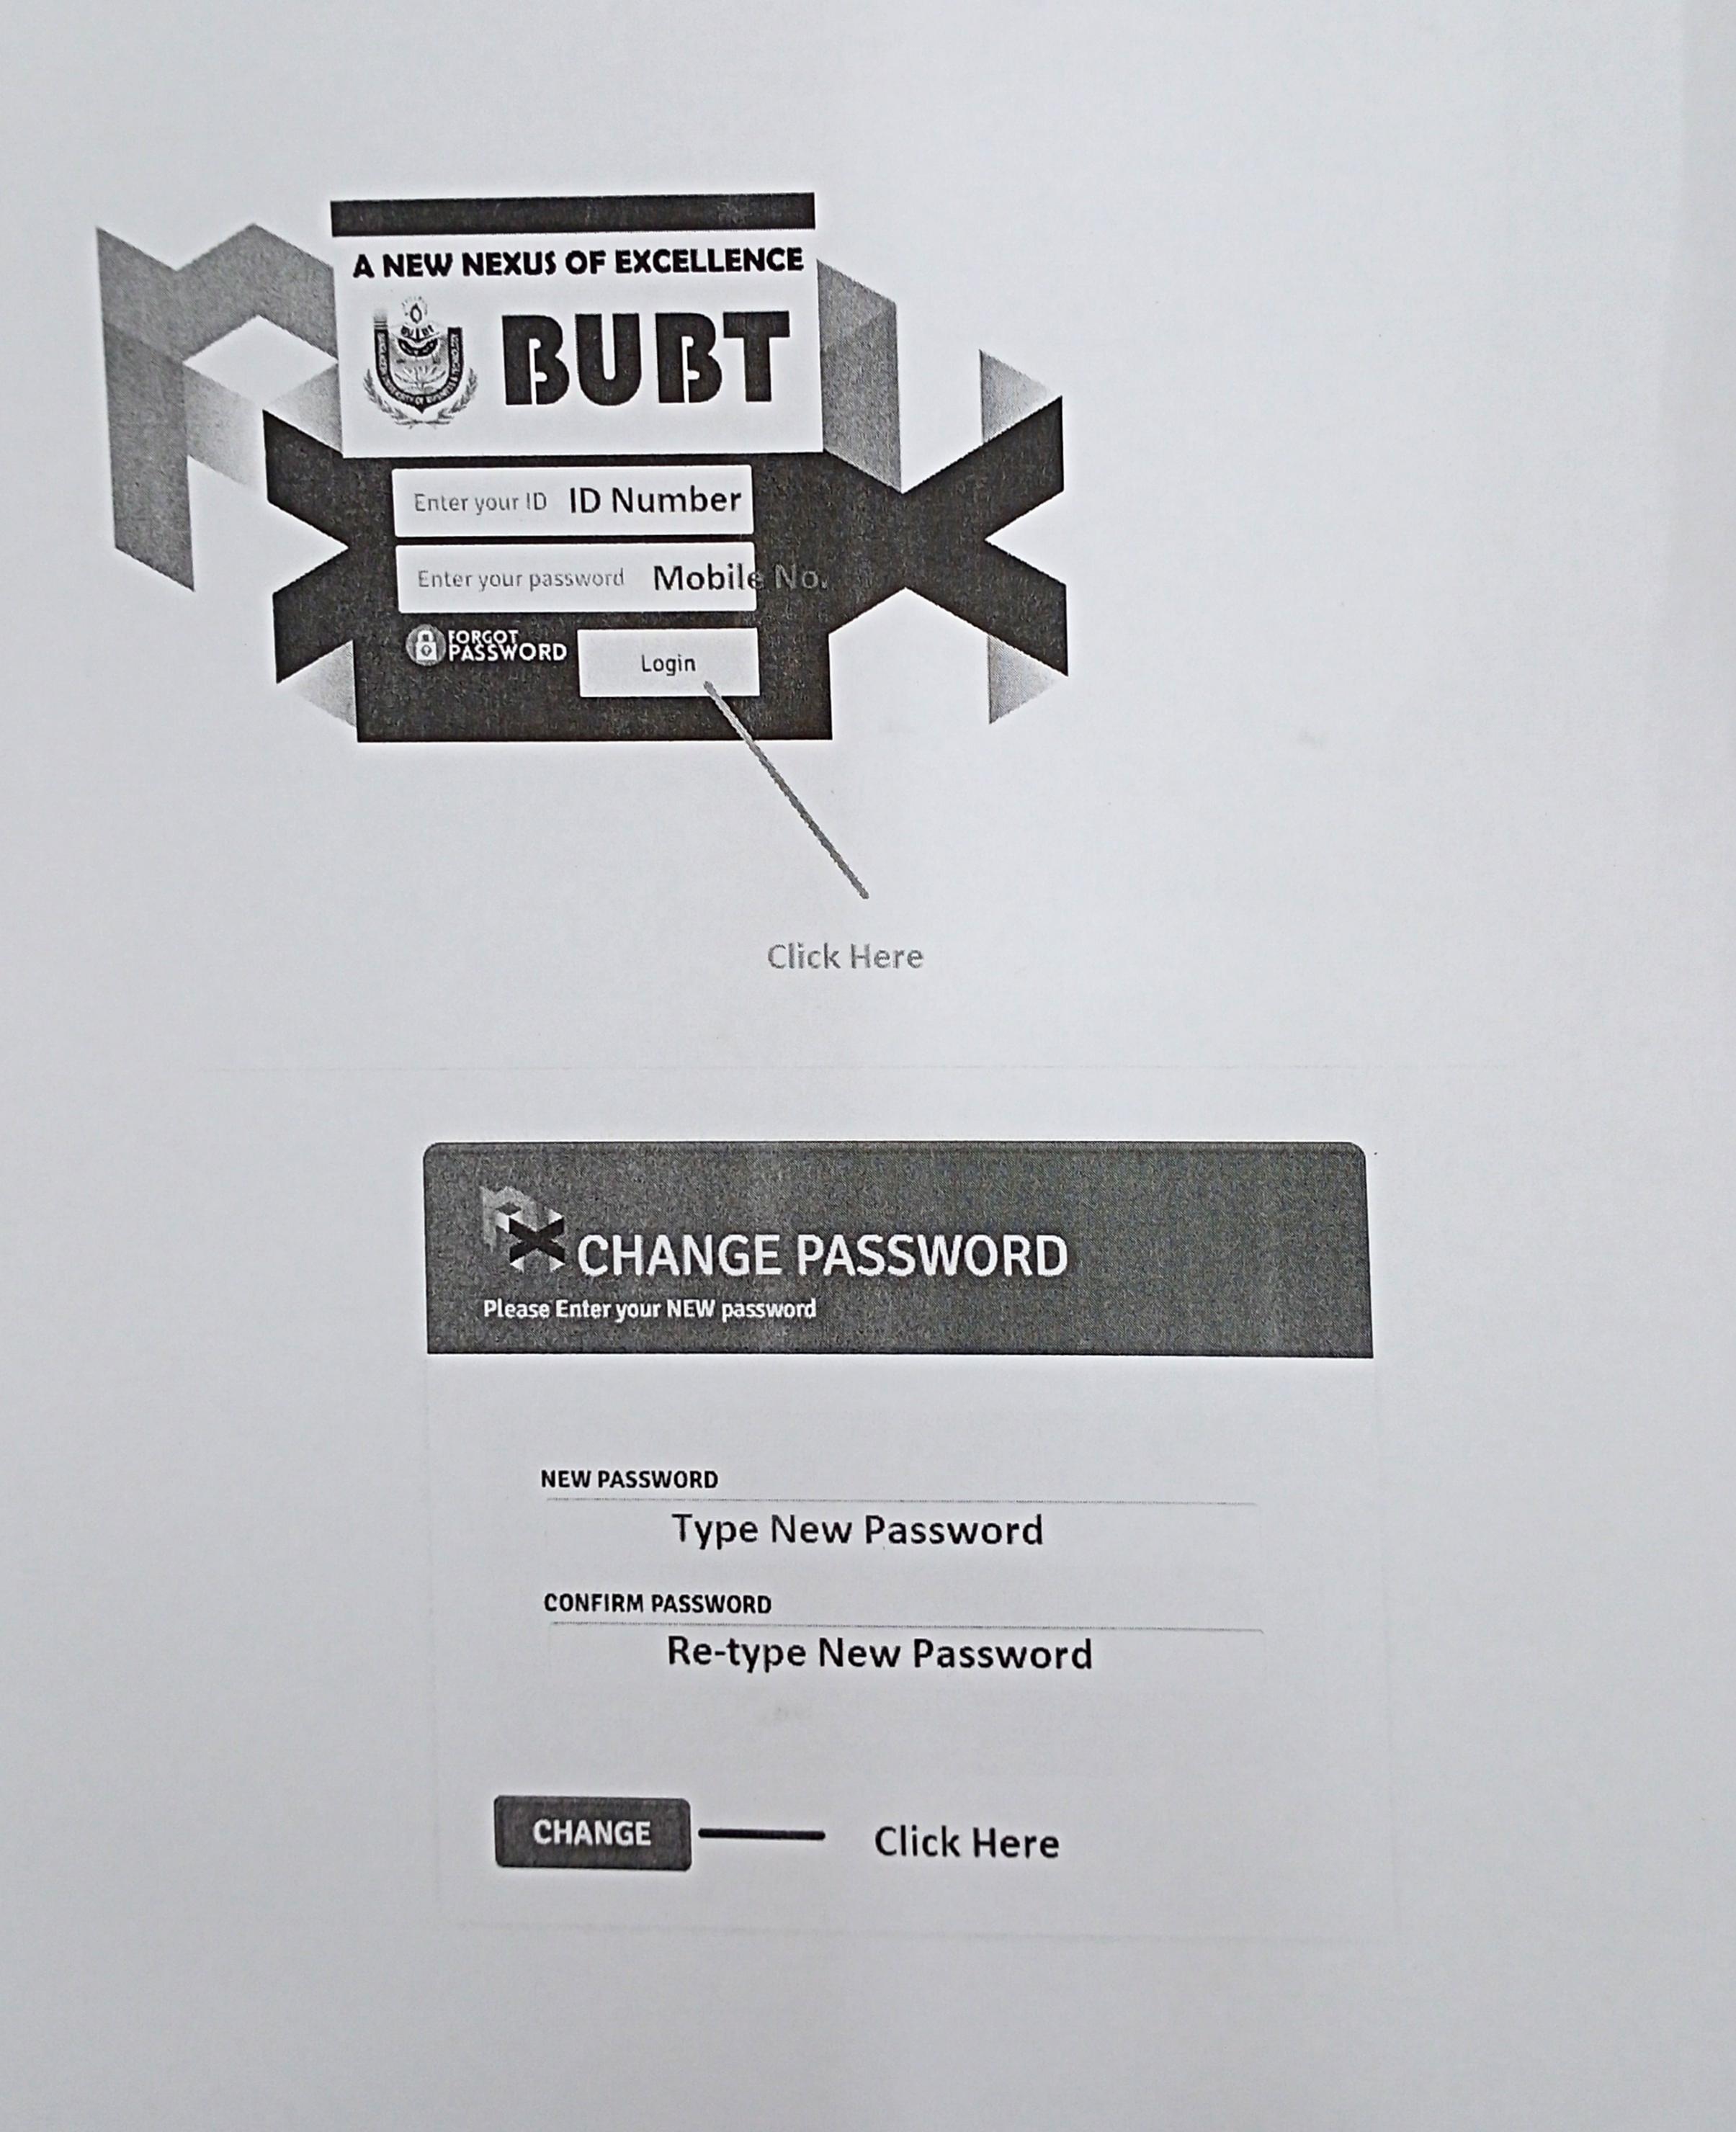 A NEW NEXUS OF EXCELLENCE
BUBT
Enter your ID ID Number
Enter your password Mobile No.
FORGOT
PASSWORD
Login
Click Here
CHANGE PASSWORD
Please Enter your NEW password
NEW PASSWORD
Type New Password
CONFIRM PASSWORD
Re-type New Password
CHANGE
Click Here